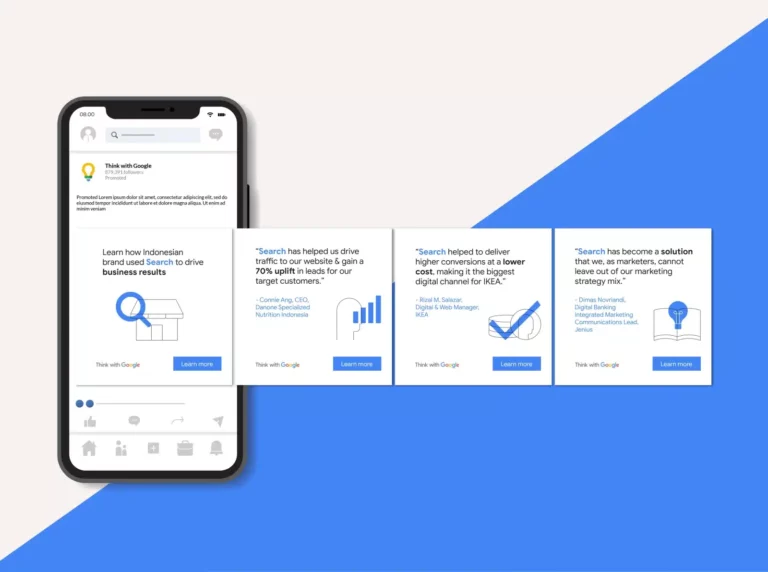 08.00
Think with Google
879,391 followers
Promoted
Promoted Lorem ipsum dolor sit amet, consectetur adipiscing elit, sed do
eiusmod tempor incididunt ut labore et dolore magna aliqua. Ut enim ad
minim veniam
Learn how Indonesian
brand used Search to drive
business results
Think with Google
Learn more
"Search has helped us drive
traffic to our website & gain a
70% uplift in leads for our
target customers."
- Connie Ang, CEO,
Danone Specialized
Nutrition Indonesia
Think with Google
Learn more
"Search helped to deliver
higher conversions at a lower
cost, making it the biggest
digital channel for IKEA."
- Rizal M. Salazar,
Digital & Web Manager,
IKEA
Think with Google
Learn more
"Search has become a solution
that we, as marketers, cannot
leave out of our marketing
strategy mix."
- Dimas Novriandi,
Digital Banking
Integrated Marketing
Communications Lead,
Jenius
Think with Google
Learn more